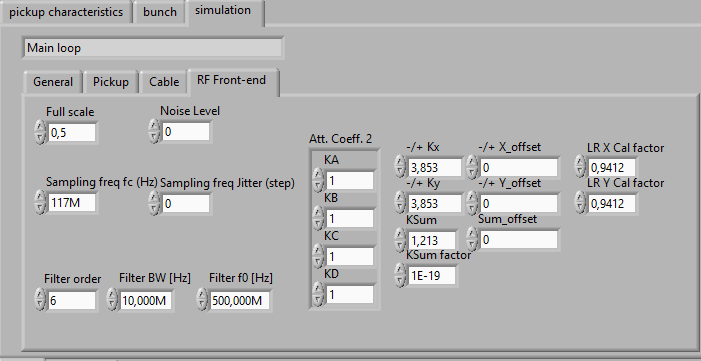 pickup characteristics bunch simulation
Main loop
General Pickup Cable RF Front-end
Full scale Noise Level
0,5 0
Att. Coeff. 2
-/+ Kx -/+ X_offset LR X Cal factor
KA
3,853 0 0,9412
1
Sampling freq fc (Hz) Sampling freq Jitter (step)
-/+ Ky -/+ Y_offset LR Y Cal factor
117M 0
KB
3,853 0 0,9412
1
KSum Sum_offset
KC
1,213 0
1
KSum factor
KD
1E-19
1
Filter order Filter BW [Hz] Filter f0 [Hz]
6 10,000M 500,000M